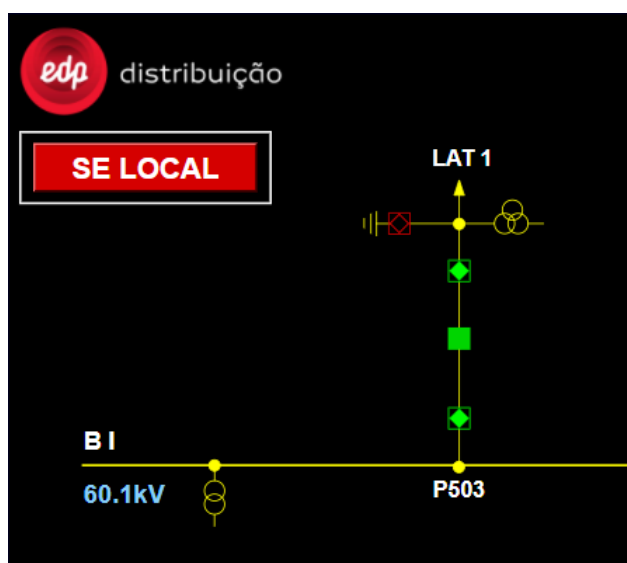 edp distribuição
SE LOCAL
LAT 1
B I
60.1kV
P503